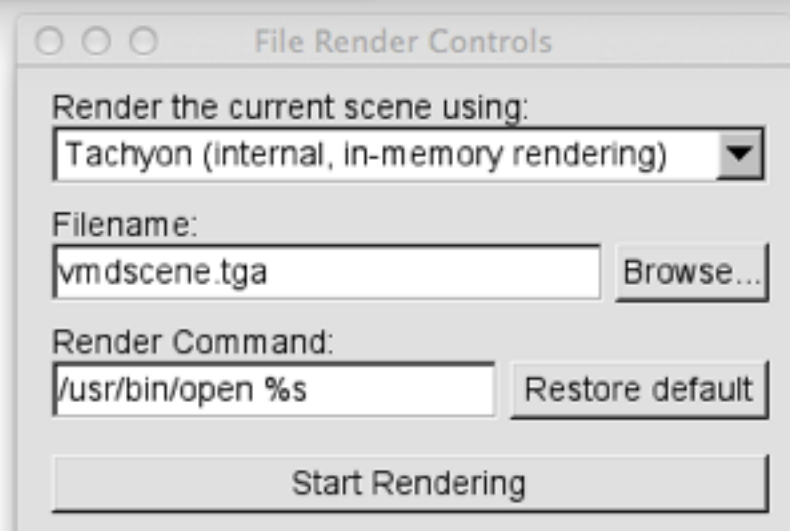 File Render Controls
Render the current scene using:
Tachyon (internal, in-memory rendering)
Filename:
vmdscene.tga
Browse...
Render Command:
/usr/bin/open %s
Restore default
Start Rendering